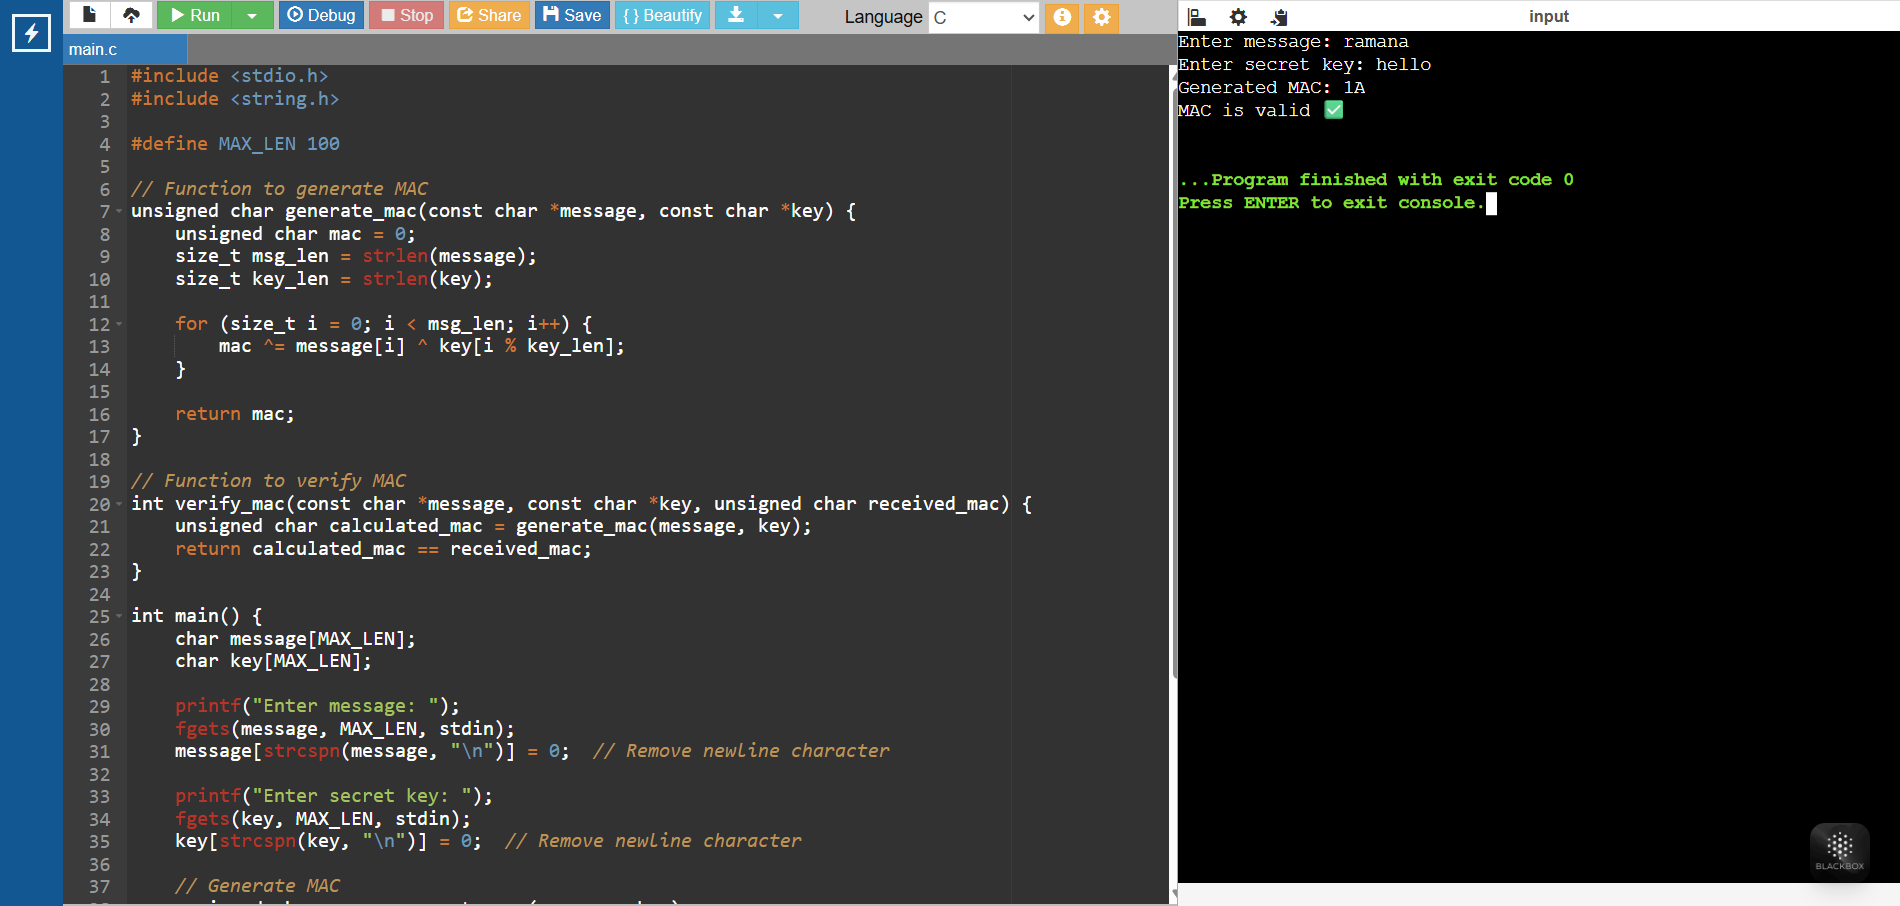 Run
Debug
Stop
Share
Save
{ } Beautify
Language
C
input
main.c
1 #include <stdio.h>
2 #include <string.h>
3
4 #define MAX_LEN 100
5
6 // Function to generate MAC
7 unsigned char generate_mac(const char *message, const char *key) {
8     unsigned char mac = 0;
9     size_t msg_len = strlen(message);
10     size_t key_len = strlen(key);
11
12     for (size_t i = 0; i < msg_len; i++) {
13         mac ^= message[i] ^ key[i % key_len];
14     }
15
16     return mac;
17 }
18
19 // Function to verify MAC
20 int verify_mac(const char *message, const char *key, unsigned char received_mac) {
21     unsigned char calculated_mac = generate_mac(message, key);
22     return calculated_mac == received_mac;
23 }
24
25 int main() {
26     char message[MAX_LEN];
27     char key[MAX_LEN];
28
29     printf("Enter message: ");
30     fgets(message, MAX_LEN, stdin);
31     message[strcspn(message, "\n")] = 0;  // Remove newline character
32
33     printf("Enter secret key: ");
34     fgets(key, MAX_LEN, stdin);
35     key[strcspn(key, "\n")] = 0;  // Remove newline character
36
37     // Generate MAC
Enter message: ramana
Enter secret key: hello
Generated MAC: 1A
MAC is valid ✅
...Program finished with exit code 0
Press ENTER to exit console.
BLACKBOX